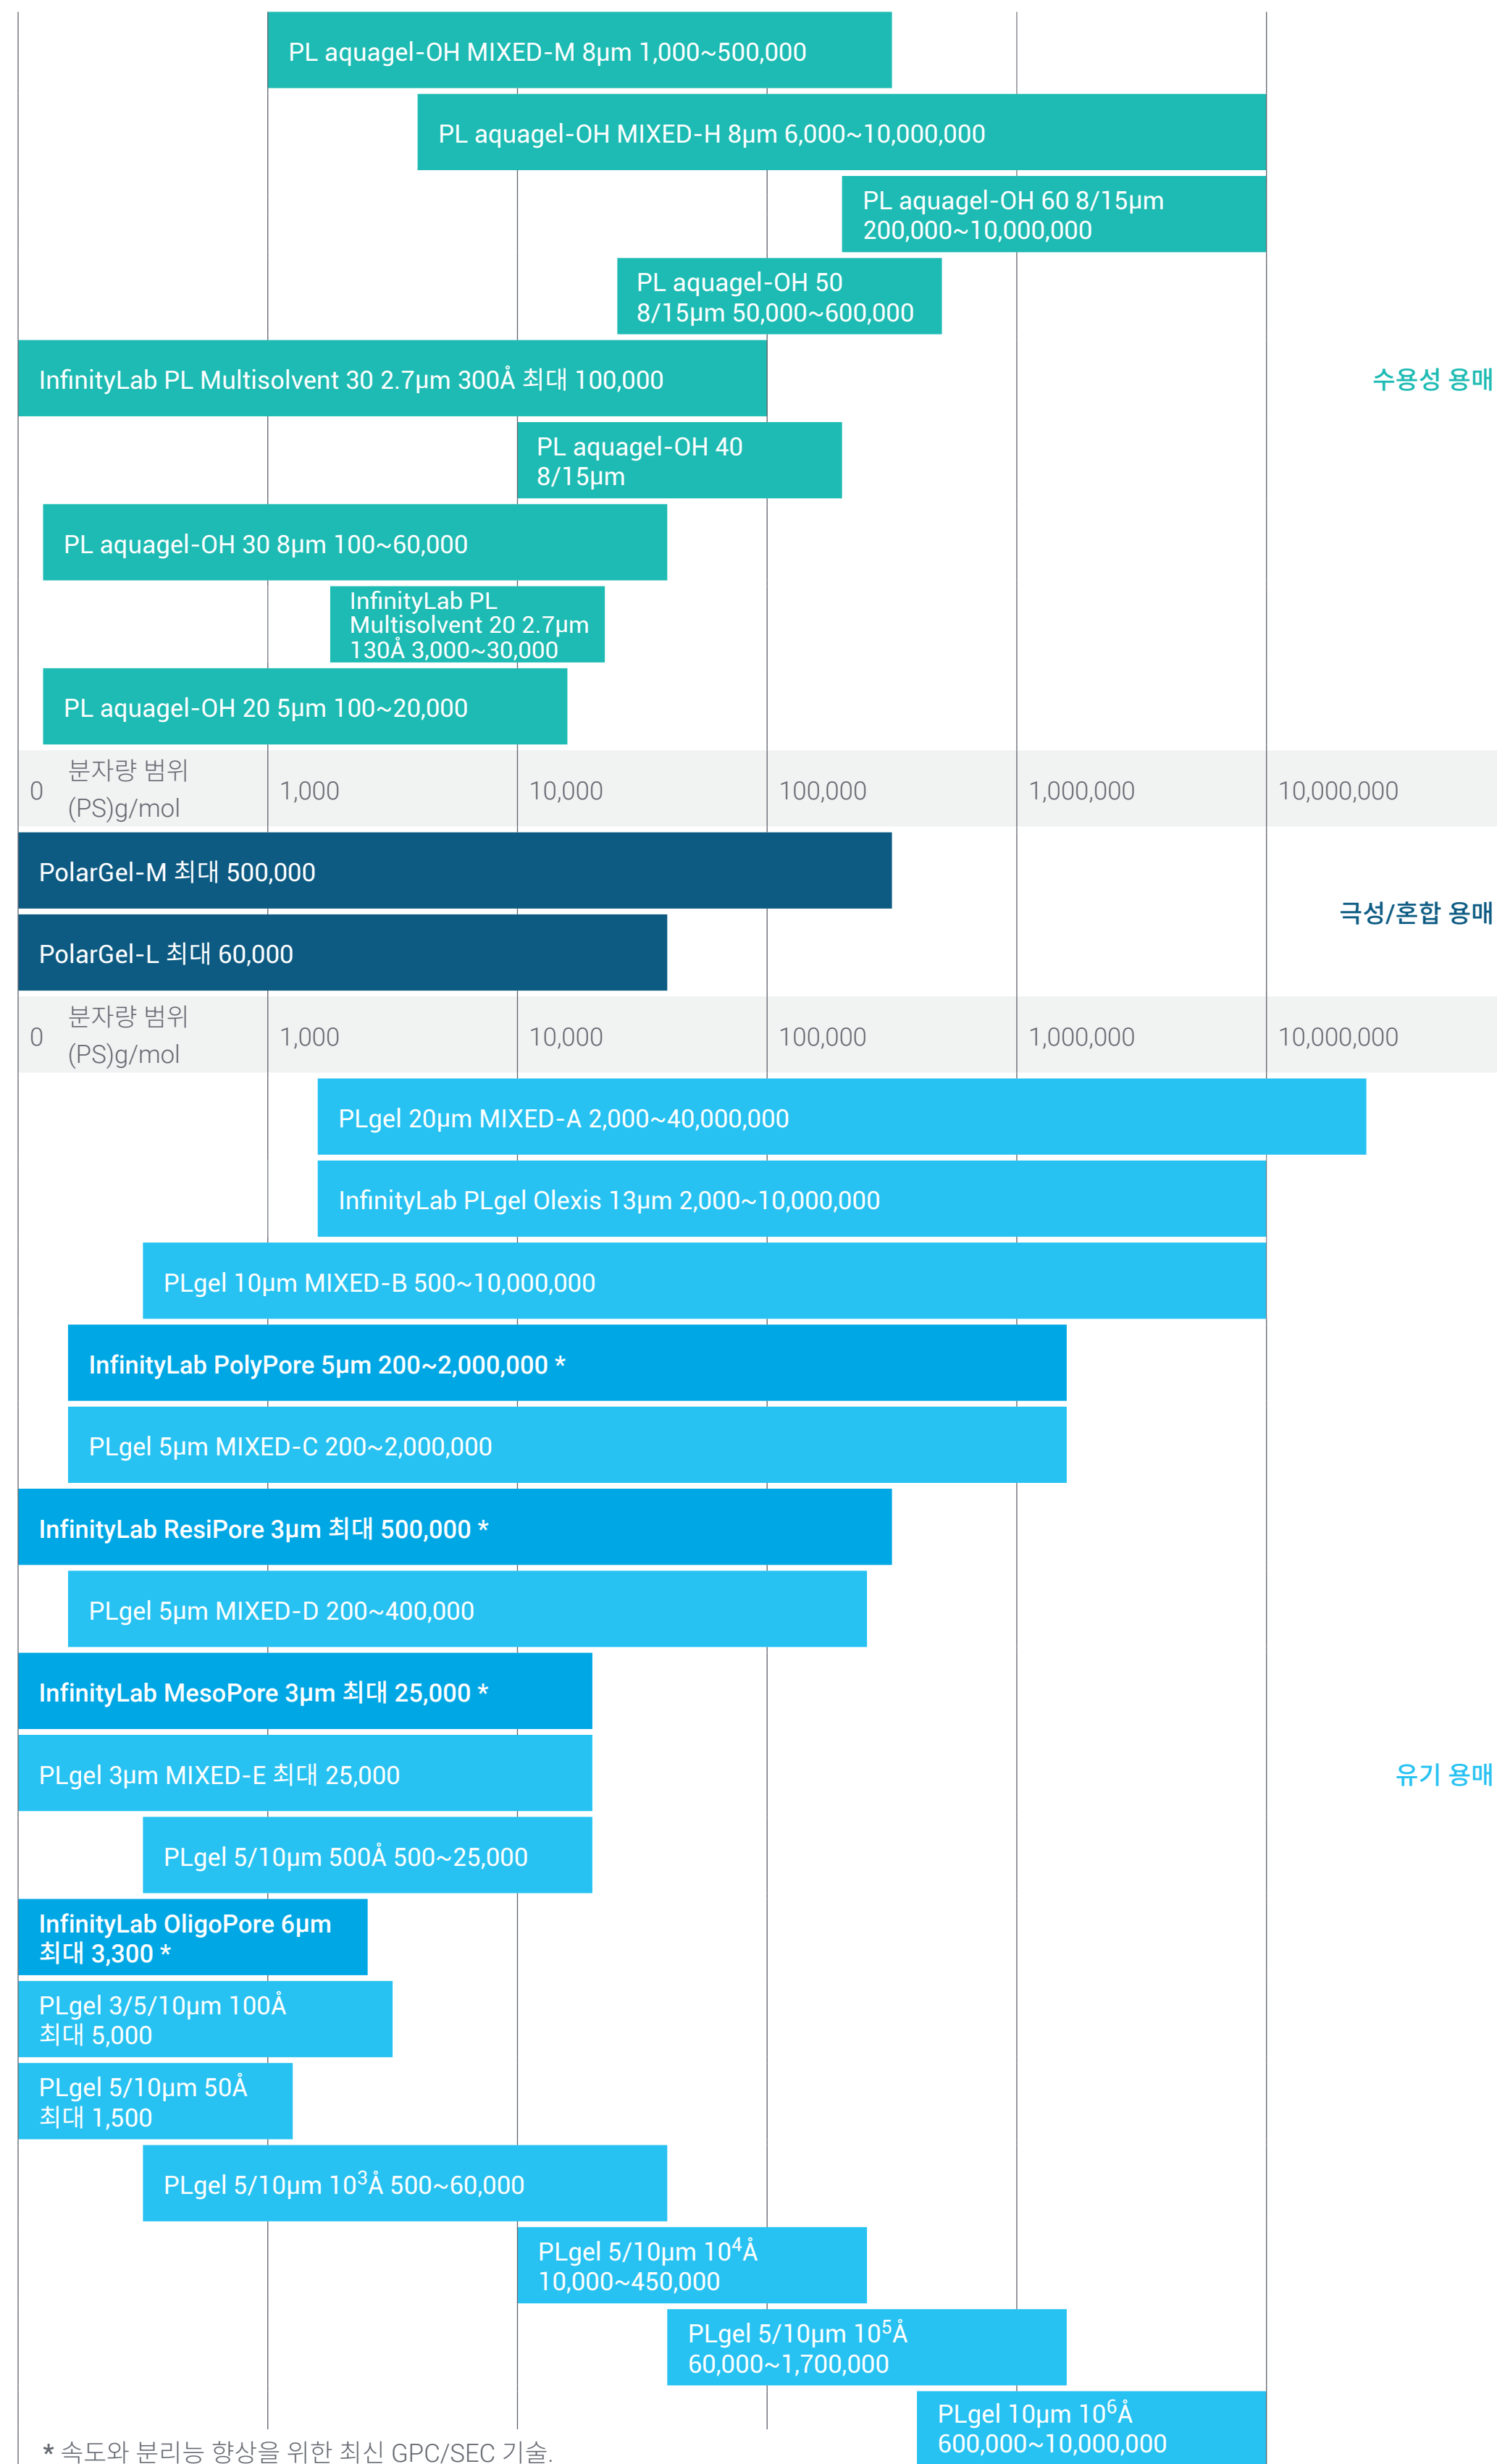 PL aquagel-OH MIXED-M 8µm 1,000~500,000
PL aquagel-OH MIXED-H 8µm 6,000~10,000,000
PL aquagel-OH 60 8/15µm
200,000~10,000,000
PL aquagel-OH 50
8/15µm 50,000~600,000
InfinityLab PL Multisolvent 30 2.7µm 300Å 최대 100,000
수용성 용매
PL aquagel-OH 40
8/15µm
PL aquagel-OH 30 8µm 100~60,000
InfinityLab PL
Multisolvent 20 2.7µm
130Å 3,000~30,000
PL aquagel-OH 20 5µm 100~20,000
0 분자량 범위
(PS)g/mol
1,000 10,000 100,000 1,000,000 10,000,000
PolarGel-M 최대 500,000
극성/혼합 용매
PolarGel-L 최대 60,000
0 분자량 범위
(PS)g/mol
1,000 10,000 100,000 1,000,000 10,000,000
PLgel 20µm MIXED-A 2,000~40,000,000
InfinityLab PLgel Olexis 13µm 2,000~10,000,000
PLgel 10µm MIXED-B 500~10,000,000
InfinityLab PolyPore 5µm 200~2,000,000 *
PLgel 5µm MIXED-C 200~2,000,000
InfinityLab ResiPore 3µm 최대 500,000 *
PLgel 5µm MIXED-D 200~400,000
InfinityLab MesoPore 3µm 최대 25,000 *
PLgel 3µm MIXED-E 최대 25,000
유기 용매
PLgel 5/10µm 500Å 500~25,000
InfinityLab OligoPore 6µm
최대 3,300 *
PLgel 3/5/10µm 100Å
최대 5,000
PLgel 5/10µm 50Å
최대 1,500
PLgel 5/10µm 10³Å 500~60,000
PLgel 5/10µm 10⁴Å
10,000~450,000
PLgel 5/10µm 10⁵Å
60,000~1,700,000
PLgel 10µm 10⁶Å
600,000~10,000,000
* 속도와 분리능 향상을 위한 최신 GPC/SEC 기술.